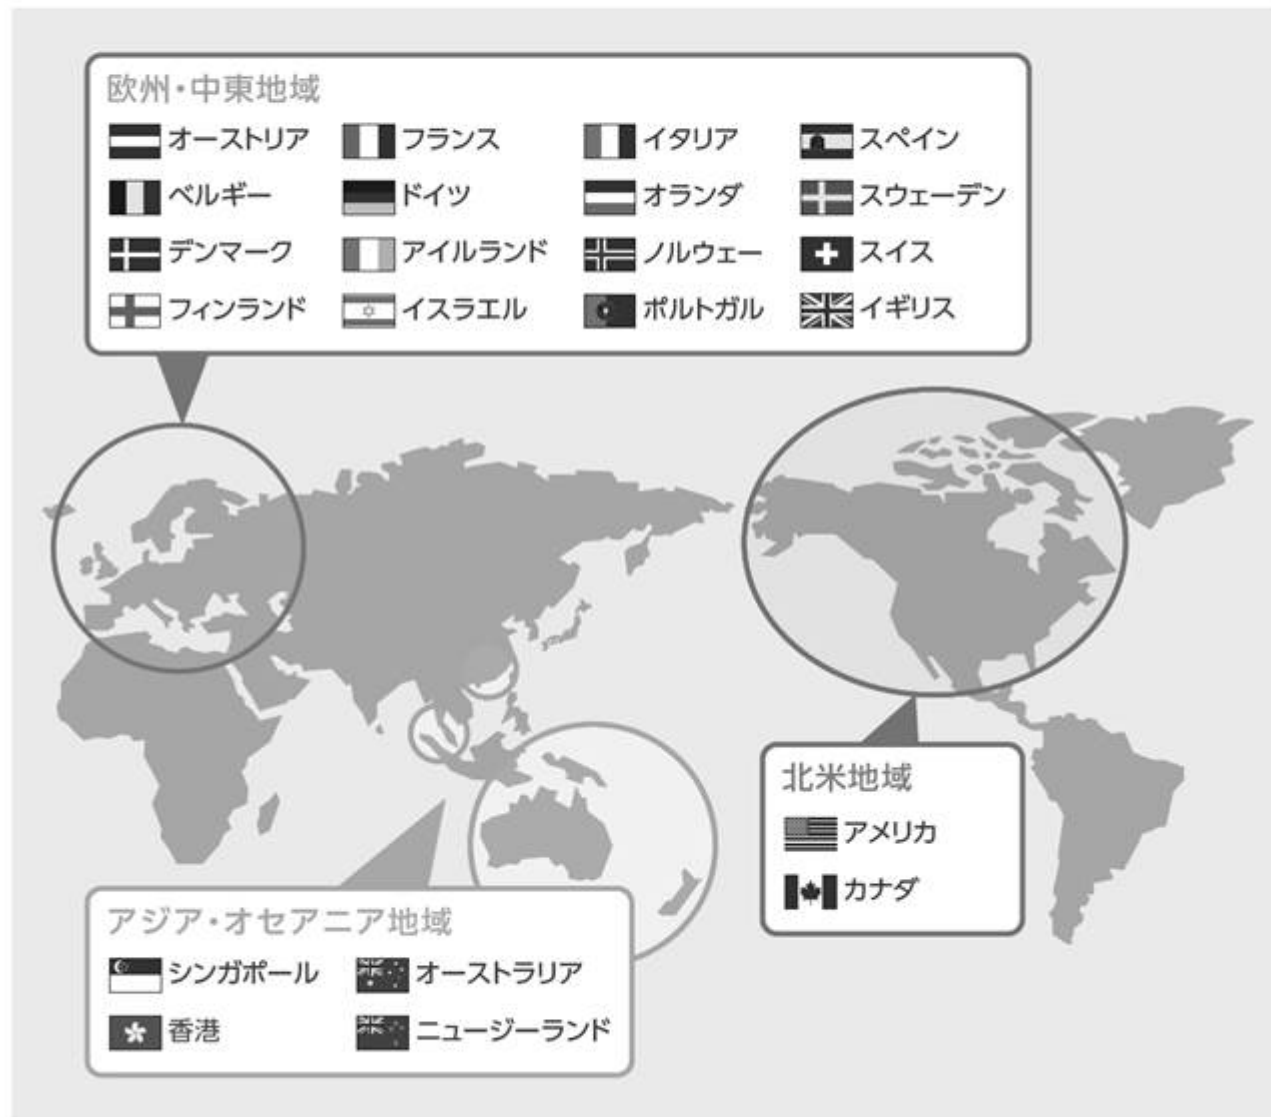 欧州・中東地域
オーストリア フランス イタリア スペイン
ベルギー ドイツ オランダ スウェーデン
デンマーク アイルランド ノルウェー スイス
フィンランド イスラエル ポルトガル イギリス
北米地域
アメリカ
カナダ
アジア・オセアニア地域
シンガポール オーストラリア
香港 ニュージーランド